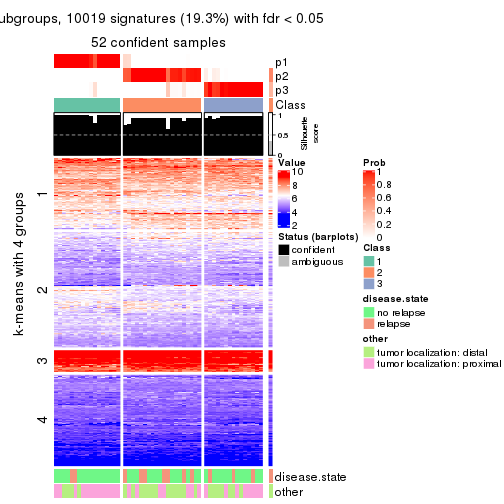 ubgroups, 10019 signatures (19.3%) with fdr < 0.05
52 confident samples
p1
p2
p3
Class
1
0.5
0
Silhouette
score
k-means with 4 groups
1
2
3
4
disease.state
other
Value
10
8
6
4
2
Status (barplots)
confident
ambiguous
Prob
1
0.8
0.6
0.4
0.2
0
Class
1
2
3
disease.state
no relapse
relapse
other
tumor localization: distal
tumor localization: proximal